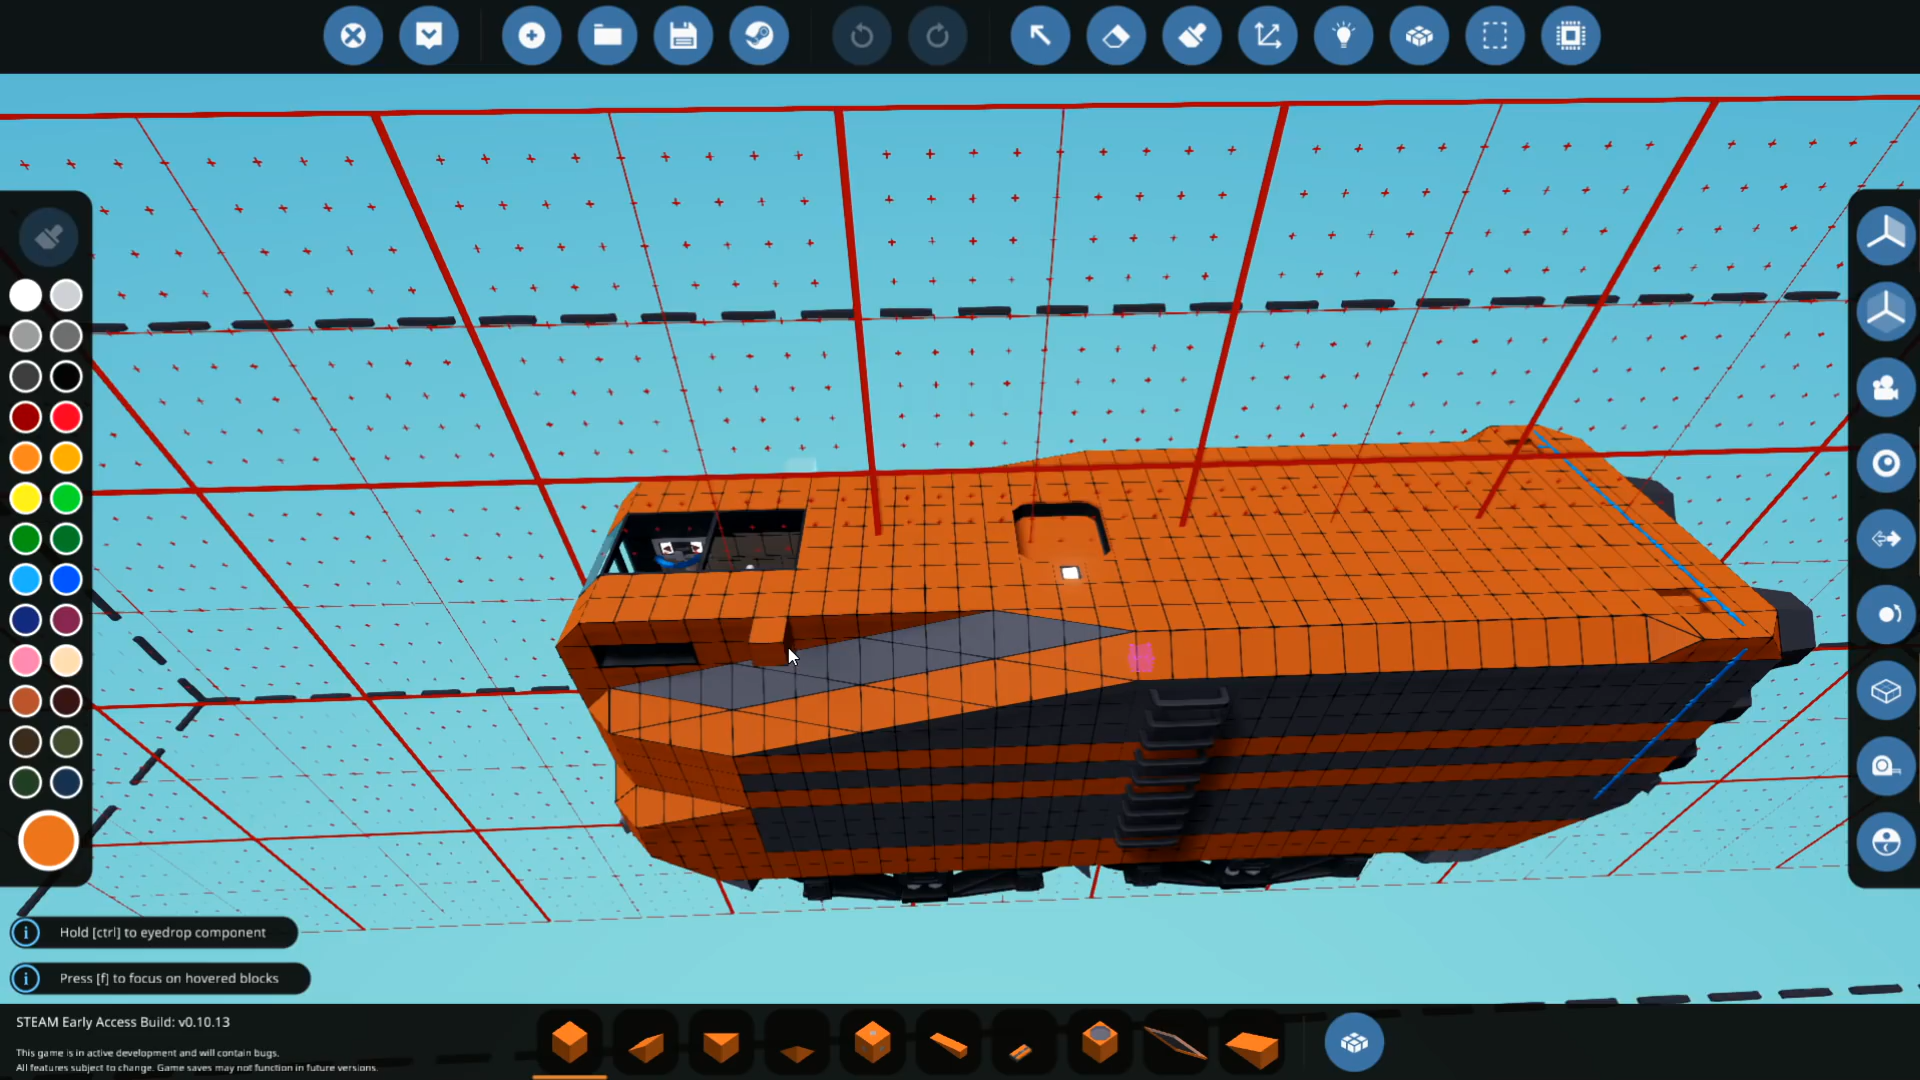 Hold [ctrl] to eyedrop component
Press [f] to focus on hovered blocks
STEAM Early Access Build: v0.10.13
This game is in active development and will contain bugs.
All features subject to change. Game saves may not function in future versions.